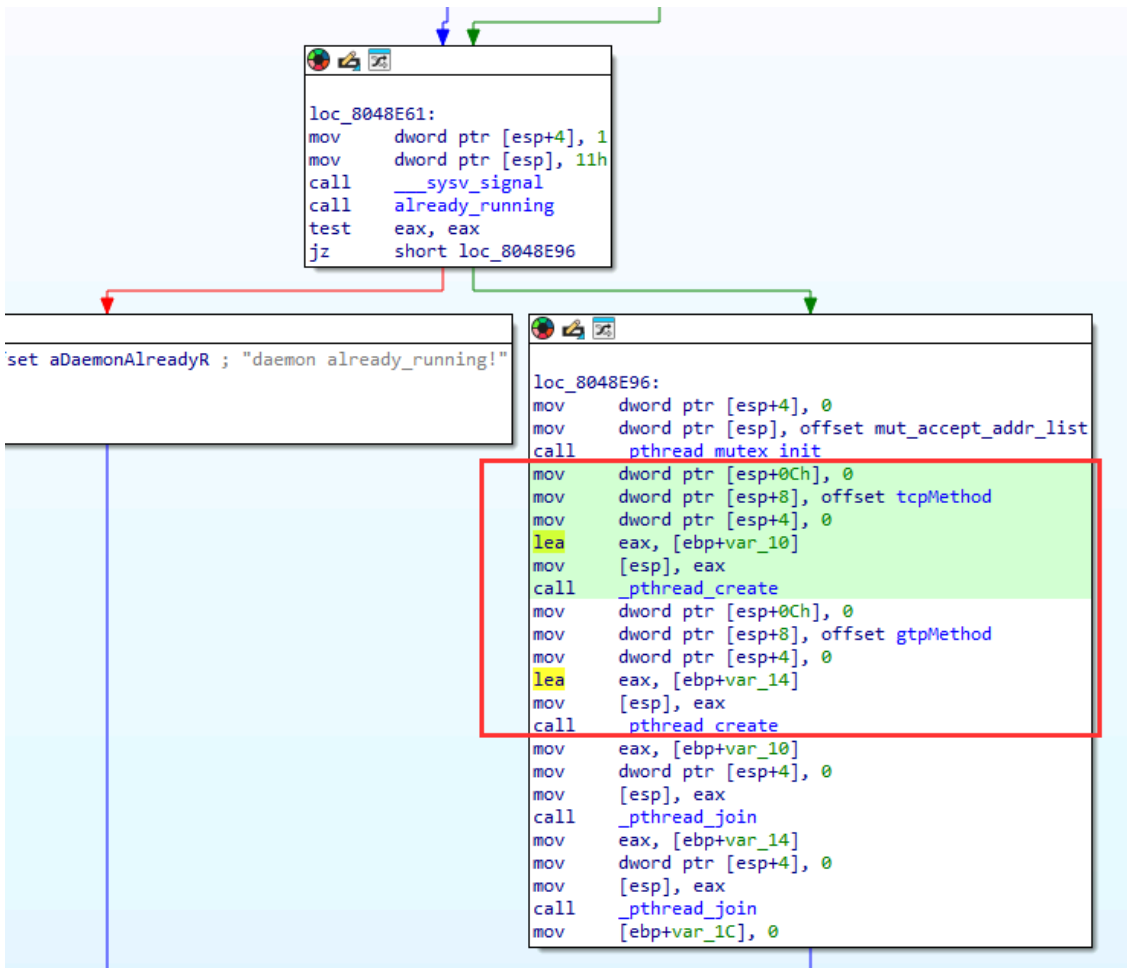 loc_8048E61:
mov dword ptr [esp+4], 1
mov dword ptr [esp], 11h
call ___sysv_signal
call already_running
test eax, eax
jz short loc_8048E96
set aDaemonAlreadyR ; "daemon already_running!"
loc_8048E96:
mov dword ptr [esp+4], 0
mov dword ptr [esp], offset mut_accept_addr_list
call _pthread_mutex_init
mov dword ptr [esp+0Ch], 0
mov dword ptr [esp+8], offset tcpMethod
mov dword ptr [esp+4], 0
lea eax, [ebp+var_10]
mov [esp], eax
call _pthread_create
mov dword ptr [esp+0Ch], 0
mov dword ptr [esp+8], offset gtpMethod
mov dword ptr [esp+4], 0
lea eax, [ebp+var_14]
mov [esp], eax
call _pthread_create
mov eax, [ebp+var_10]
mov dword ptr [esp+4], 0
mov [esp], eax
call _pthread_join
mov eax, [ebp+var_14]
mov dword ptr [esp+4], 0
mov [esp], eax
call _pthread_join
mov [ebp+var_1C], 0